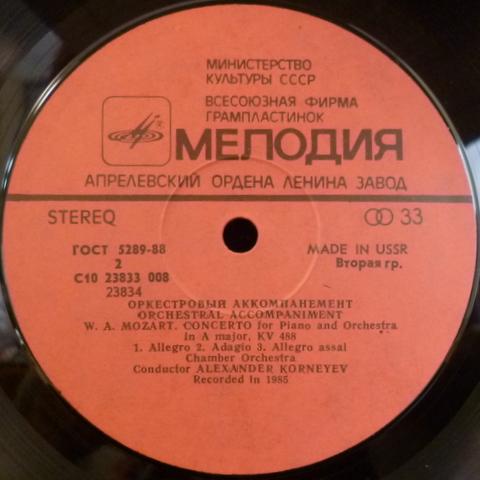 МИНИСТЕРСТВО
КУЛЬТУРЫ СССР
ВСЕСОЮЗНАЯ ФИРМА
ГРАМПЛАСТИНОК
МЕЛОДИЯ
АПРЕЛЕВСКИЙ ОРДЕНА ЛЕНИНА ЗАВОД
STEREO 33
ГОСТ 5289-88 MADE IN USSR
2 Вторая гр.
С10 23833 008
23834
ОРКЕСТРОВЫЙ АККОМПАНЕМЕНТ
ORCHESTRAL ACCOMPANIMENT
W. A. MOZART. CONCERTO for Piano and Orchestra
in A major, KV 488
1. Allegro 2. Adagio 3. Allegro assai
Chamber Orchestra
Conductor ALEXANDER KORNEYEV
Recorded in 1985